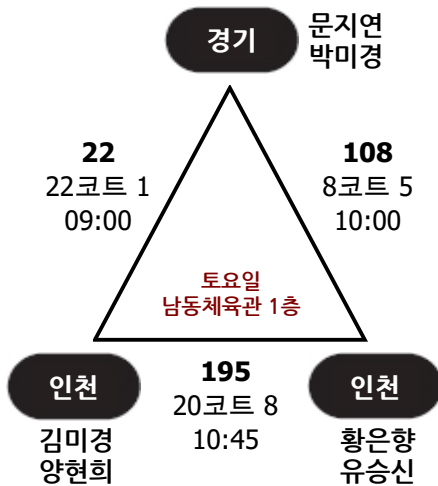 경기
문지연
박미경
22
22코트 1
09:00
108
8코트 5
10:00
토요일
남동체육관 1층
인천
김미경
양현희
195
20코트 8
10:45
인천
황은향
유승신